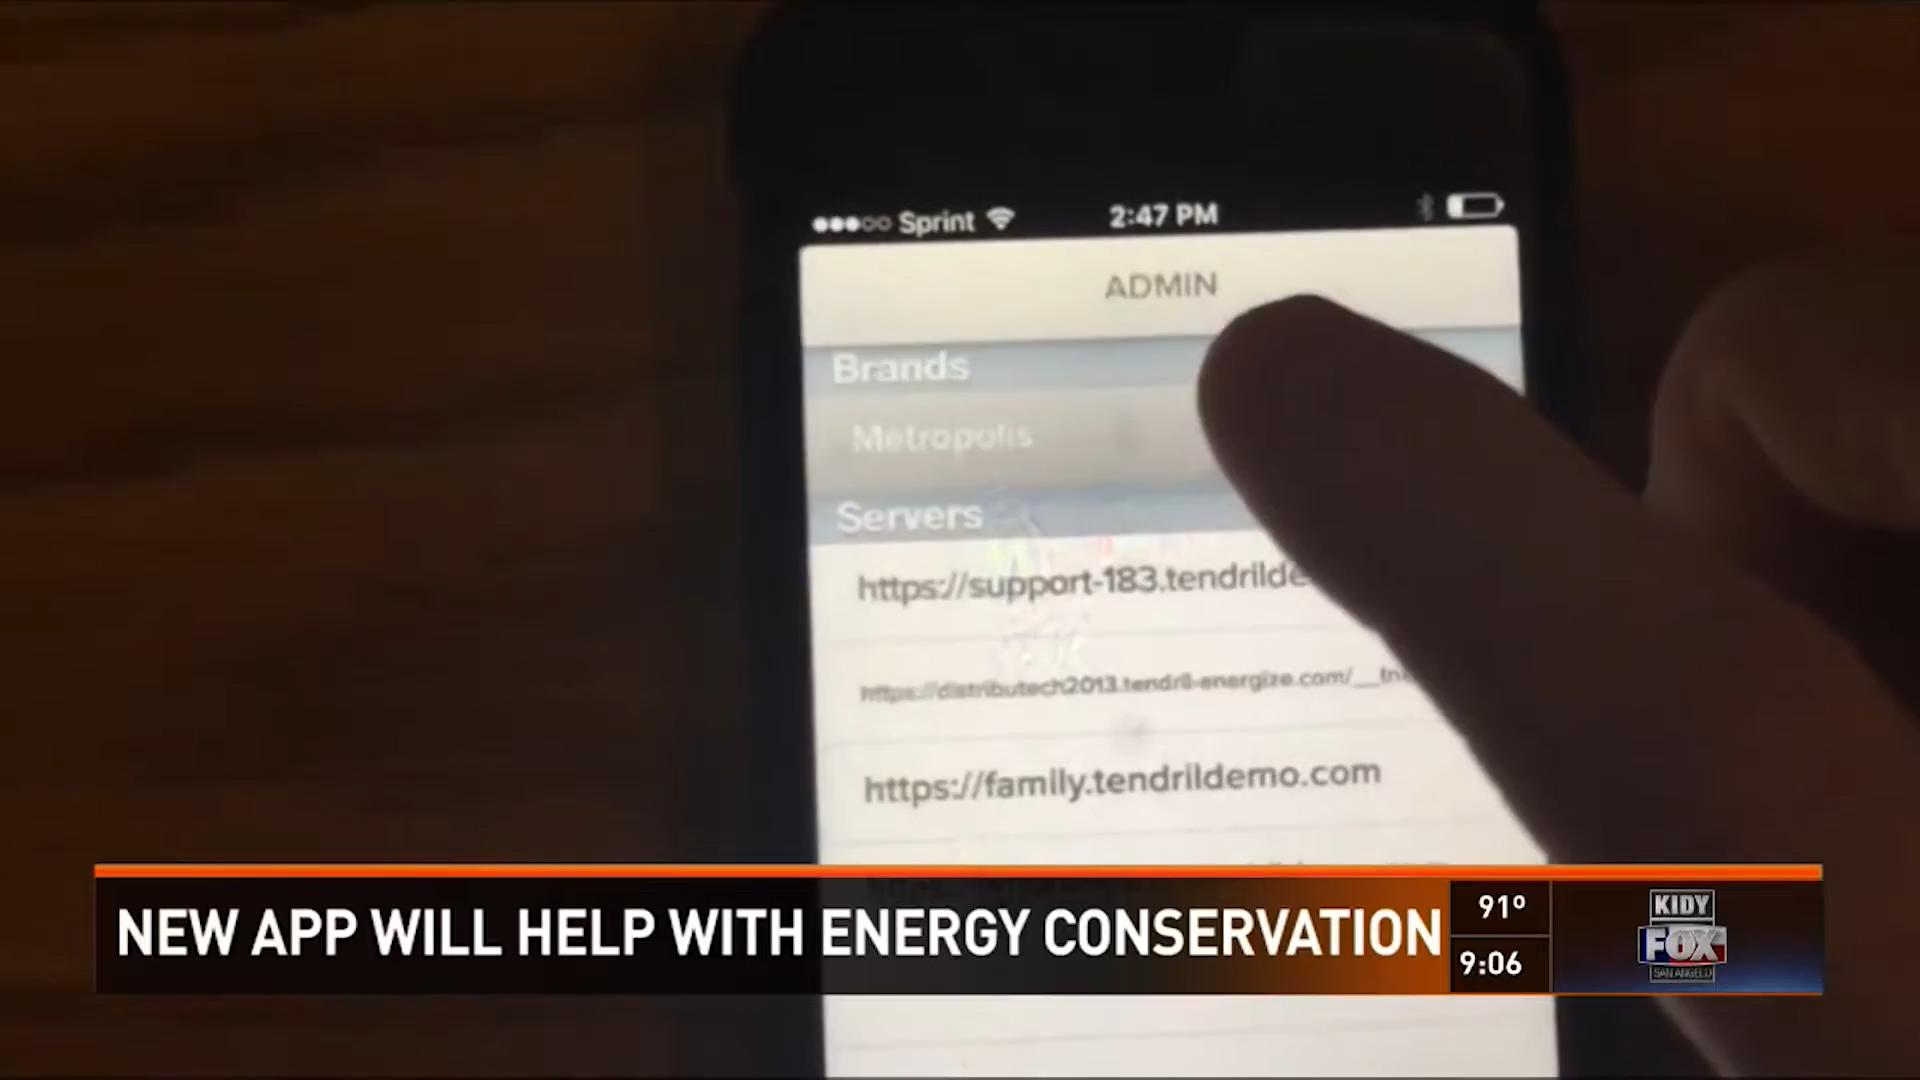 Sprint 2:47 PM
ADMIN
Brands
Metropolis
Servers
https://support-183.tendrilde
https://distributech2013.tendril-energize.com/__tne
https://family.tendrildemo.com
NEW APP WILL HELP WITH ENERGY CONSERVATION
91°
9:06
KIDY
FOX
SAN ANGELO